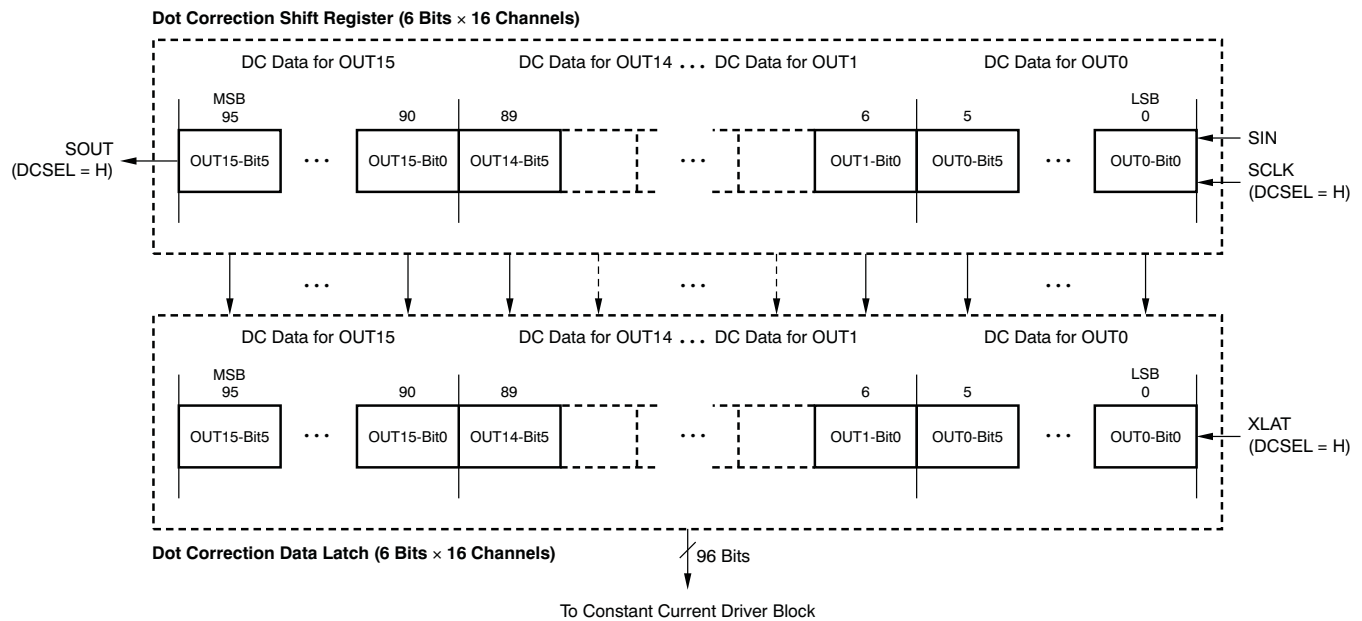 Dot Correction Shift Register (6 Bits × 16 Channels)
DC Data for OUT15
DC Data for OUT14 ... DC Data for OUT1
DC Data for OUT0
MSB
LSB
95
90
89
6
5
0
SOUT
(DCSEL = H)
OUT15-Bit5
...
OUT15-Bit0
OUT14-Bit5
...
OUT1-Bit0
OUT0-Bit5
...
OUT0-Bit0
SIN
SCLK
(DCSEL = H)
...
...
...
DC Data for OUT15
DC Data for OUT14 ... DC Data for OUT1
DC Data for OUT0
MSB
LSB
95
90
89
6
5
0
OUT15-Bit5
...
OUT15-Bit0
OUT14-Bit5
...
OUT1-Bit0
OUT0-Bit5
...
OUT0-Bit0
XLAT
(DCSEL = H)
Dot Correction Data Latch (6 Bits × 16 Channels)
96 Bits
To Constant Current Driver Block